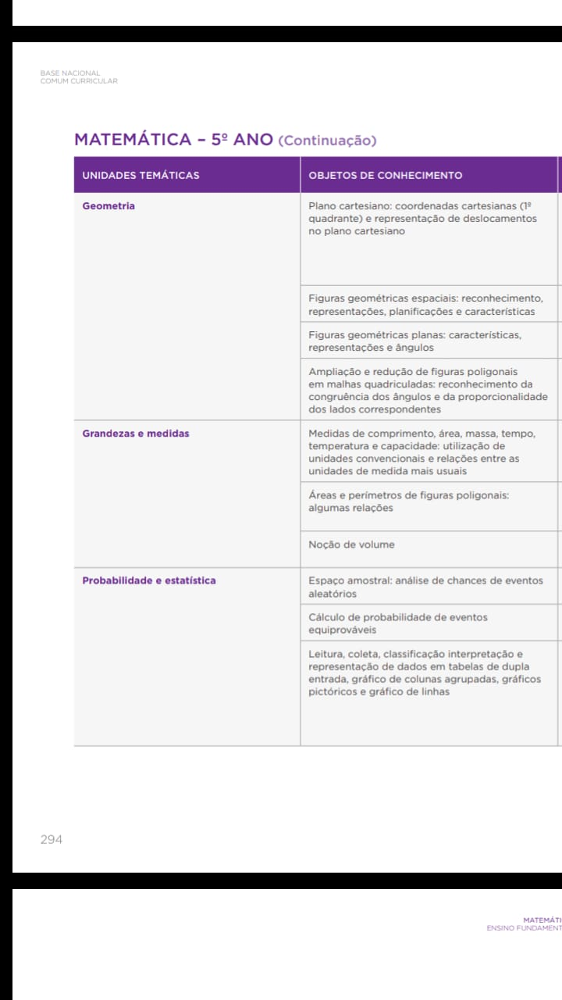 BASE NACIONAL
COMUM CURRICULAR
MATEMÁTICA – 5º ANO (Continuação)
UNIDADES TEMÁTICAS
OBJETOS DE CONHECIMENTO
Geometria
Plano cartesiano: coordenadas cartesianas (1º
quadrante) e representação de deslocamentos
no plano cartesiano
Figuras geométricas espaciais: reconhecimento,
representações, planificações e características
Figuras geométricas planas: características,
representações e ângulos
Ampliação e redução de figuras poligonais
em malhas quadriculadas: reconhecimento da
congruência dos ângulos e da proporcionalidade
dos lados correspondentes
Grandezas e medidas
Medidas de comprimento, área, massa, tempo,
temperatura e capacidade: utilização de
unidades convencionais e relações entre as
unidades de medida mais usuais
Áreas e perímetros de figuras poligonais:
algumas relações
Noção de volume
Probabilidade e estatística
Espaço amostral: análise de chances de eventos
aleatórios
Cálculo de probabilidade de eventos
equiprováveis
Leitura, coleta, classificação interpretação e
representação de dados em tabelas de dupla
entrada, gráfico de colunas agrupadas, gráficos
pictóricos e gráfico de linhas
294
MATEMÁTI
ENSINO FUNDAMENT